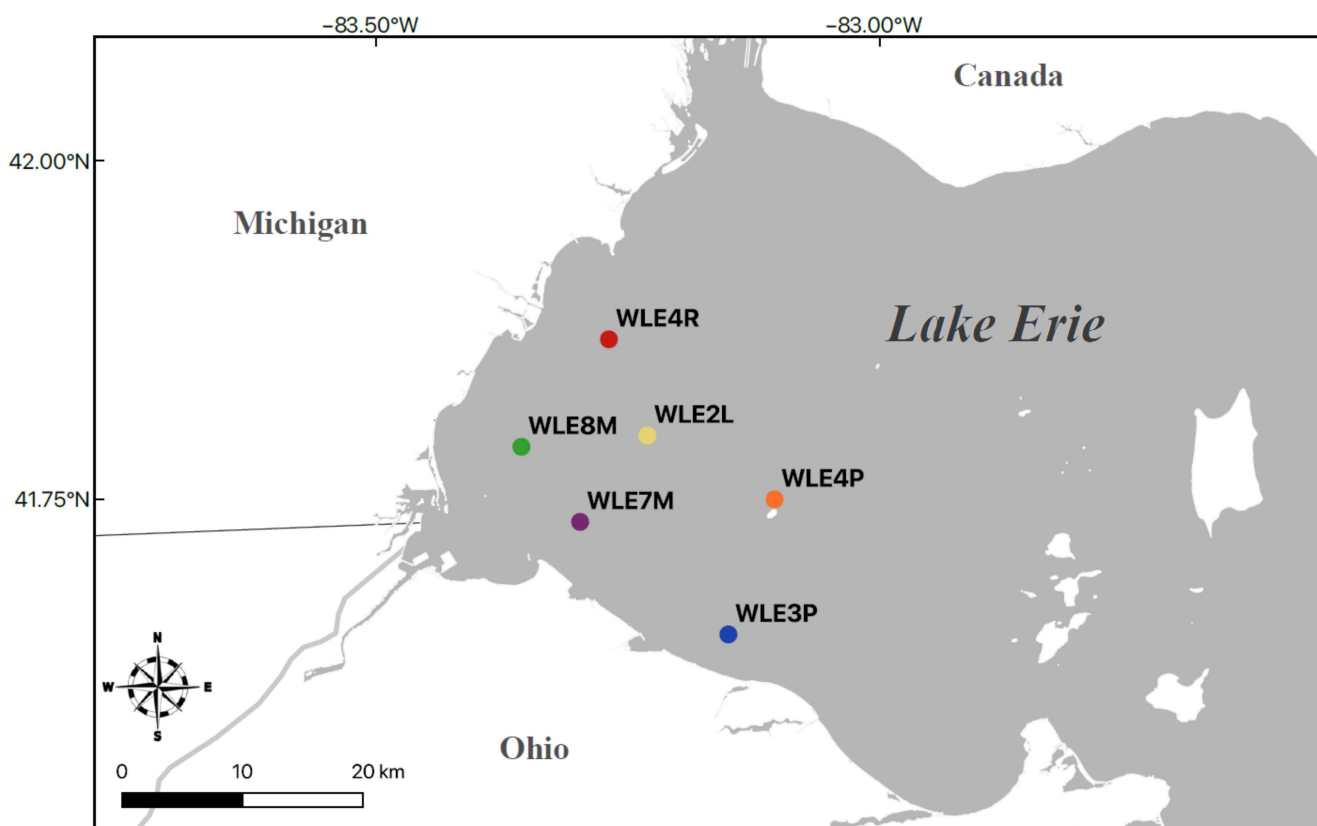 −83.50°W
−83.00°W
Canada
42.00°N
Michigan
Lake Erie
WLE4R
WLE2L
WLE8M
WLE4P
41.75°N
WLE7M
WLE3P
N
W
E
S
Ohio
0
10
20 km